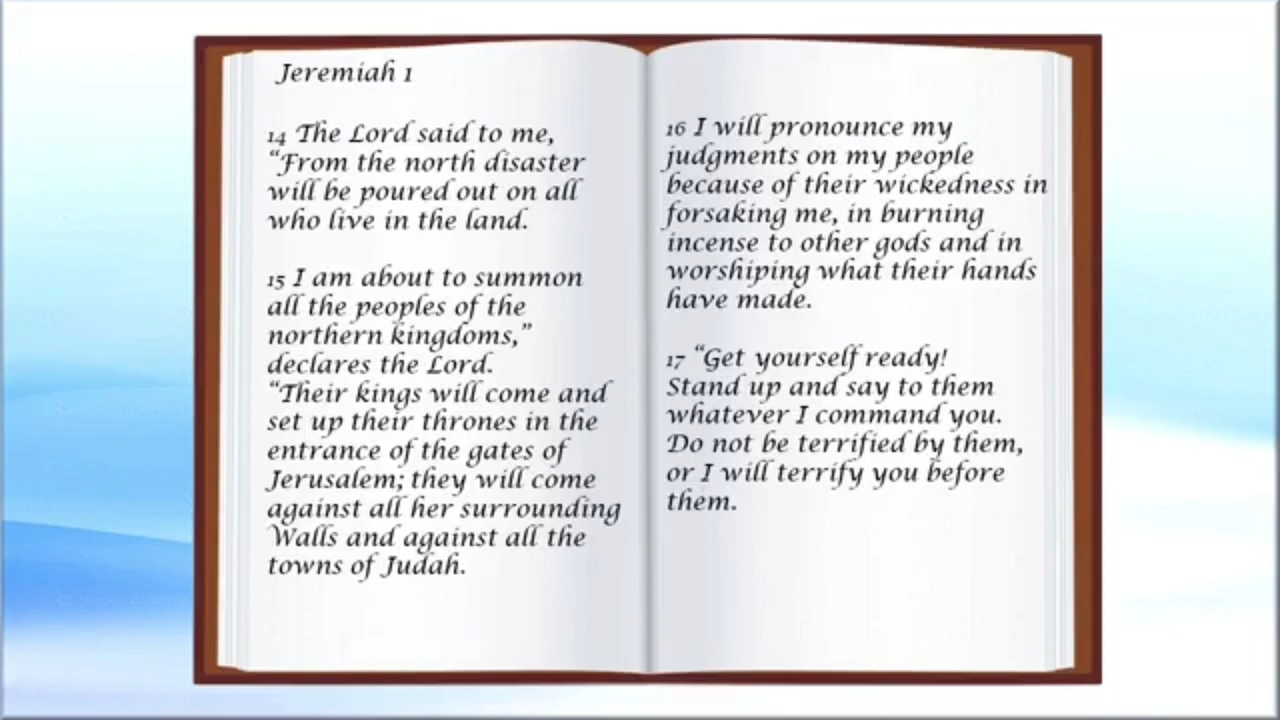 Jeremiah 1
14 The Lord said to me,
“From the north disaster
will be poured out on all
who live in the land.
15 I am about to summon
all the peoples of the
northern kingdoms,”
declares the Lord.
“Their kings will come and
set up their thrones in the
entrance of the gates of
Jerusalem; they will come
against all her surrounding
Walls and against all the
towns of Judah.
16 I will pronounce my
judgments on my people
because of their wickedness in
forsaking me, in burning
incense to other gods and in
worshiping what their hands
have made.
17 “Get yourself ready!
Stand up and say to them
whatever I command you.
Do not be terrified by them,
or I will terrify you before
them.